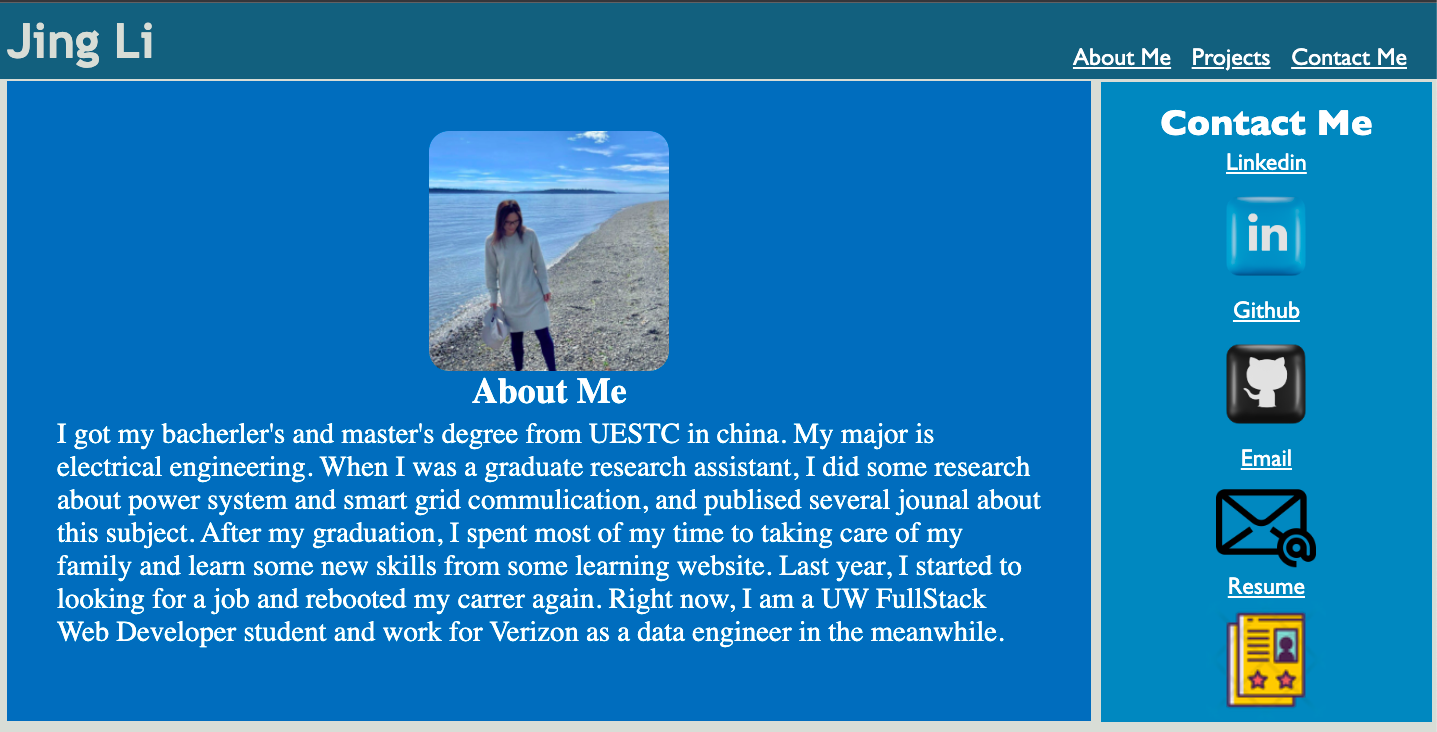 Jing Li
About Me Projects Contact Me
About Me
I got my bacherler's and master's degree from UESTC in china. My major is
electrical engineering. When I was a graduate research assistant, I did some research
about power system and smart grid commulication, and publised several jounal about
this subject. After my graduation, I spent most of my time to taking care of my
family and learn some new skills from some learning website. Last year, I started to
looking for a job and rebooted my carrer again. Right now, I am a UW FullStack
Web Developer student and work for Verizon as a data engineer in the meanwhile.
Contact Me
Linkedin
in
Github
Email
@
Resume